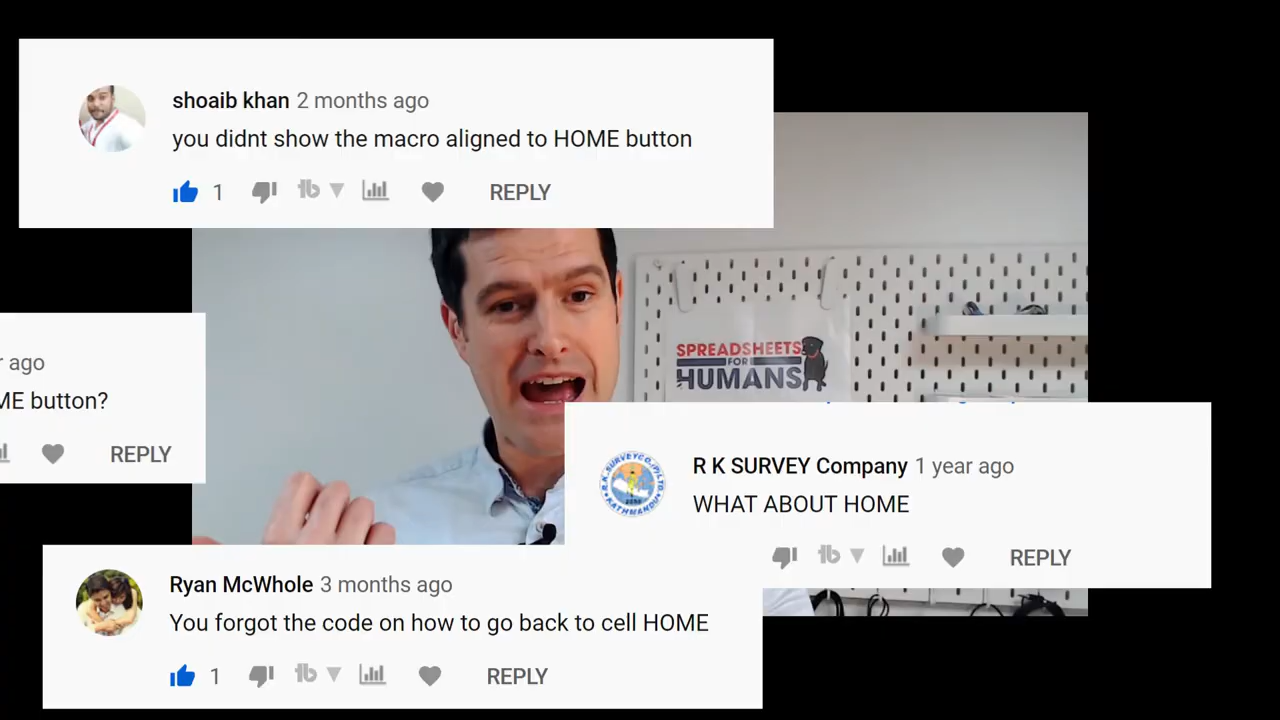 shoaib khan 2 months ago
you didnt show the macro aligned to HOME button
1
REPLY
r ago
ME button?
REPLY
SPREADSHEETS
FOR
HUMANS
R K SURVEY Company 1 year ago
WHAT ABOUT HOME
REPLY
Ryan McWhole 3 months ago
You forgot the code on how to go back to cell HOME
1
REPLY